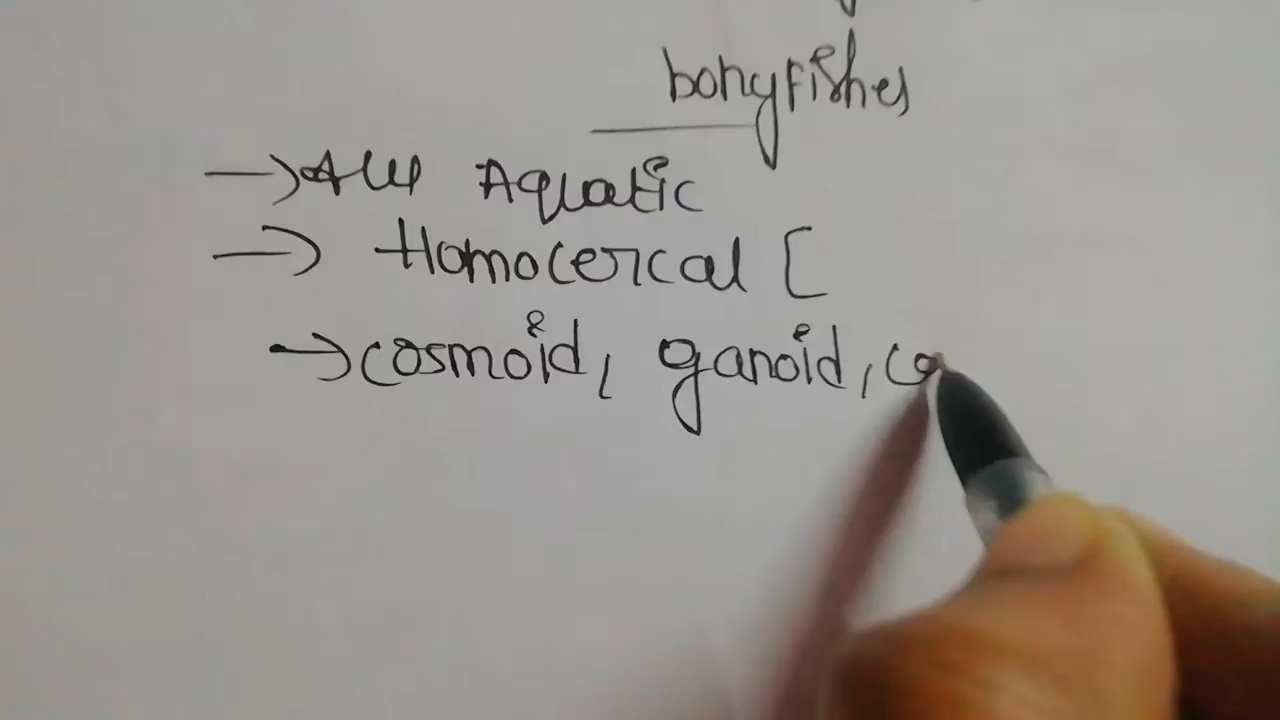 bonyfishes
→ All Aquatic
→ Homocercal [
→ cosmoid, ganoid,